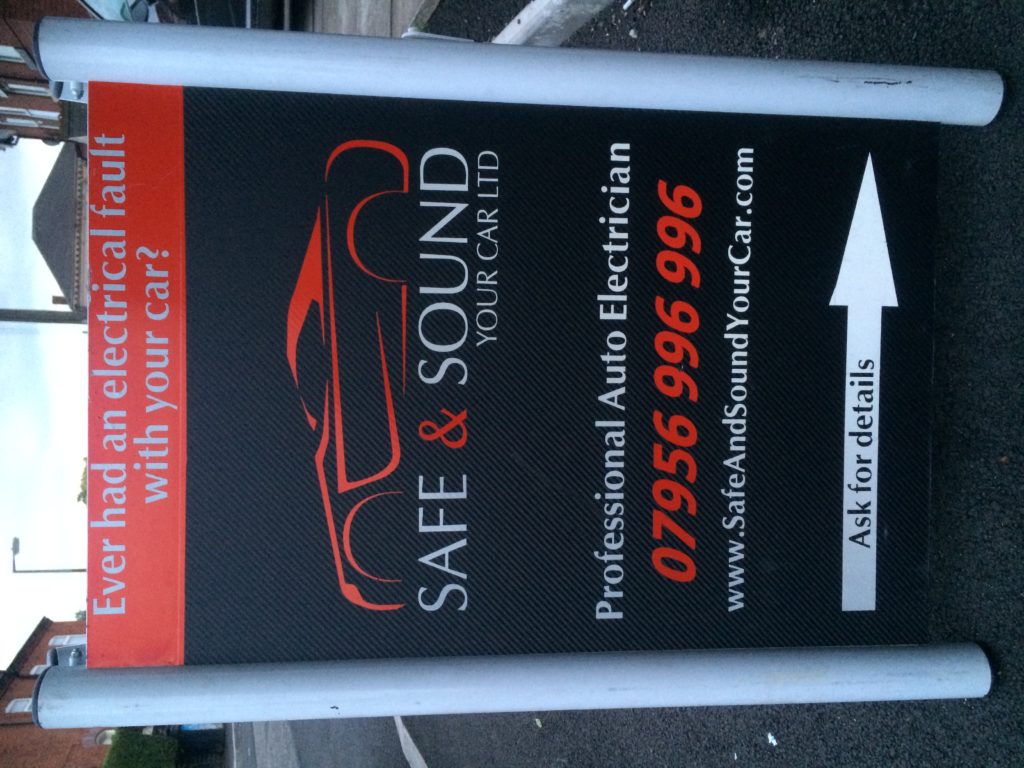 Ever had an electrical fault
with your car?
SAFE & SOUND
YOUR CAR LTD
Professional Auto Electrician
07956 996 996
www.SafeAndSoundYourCar.com
Ask for details